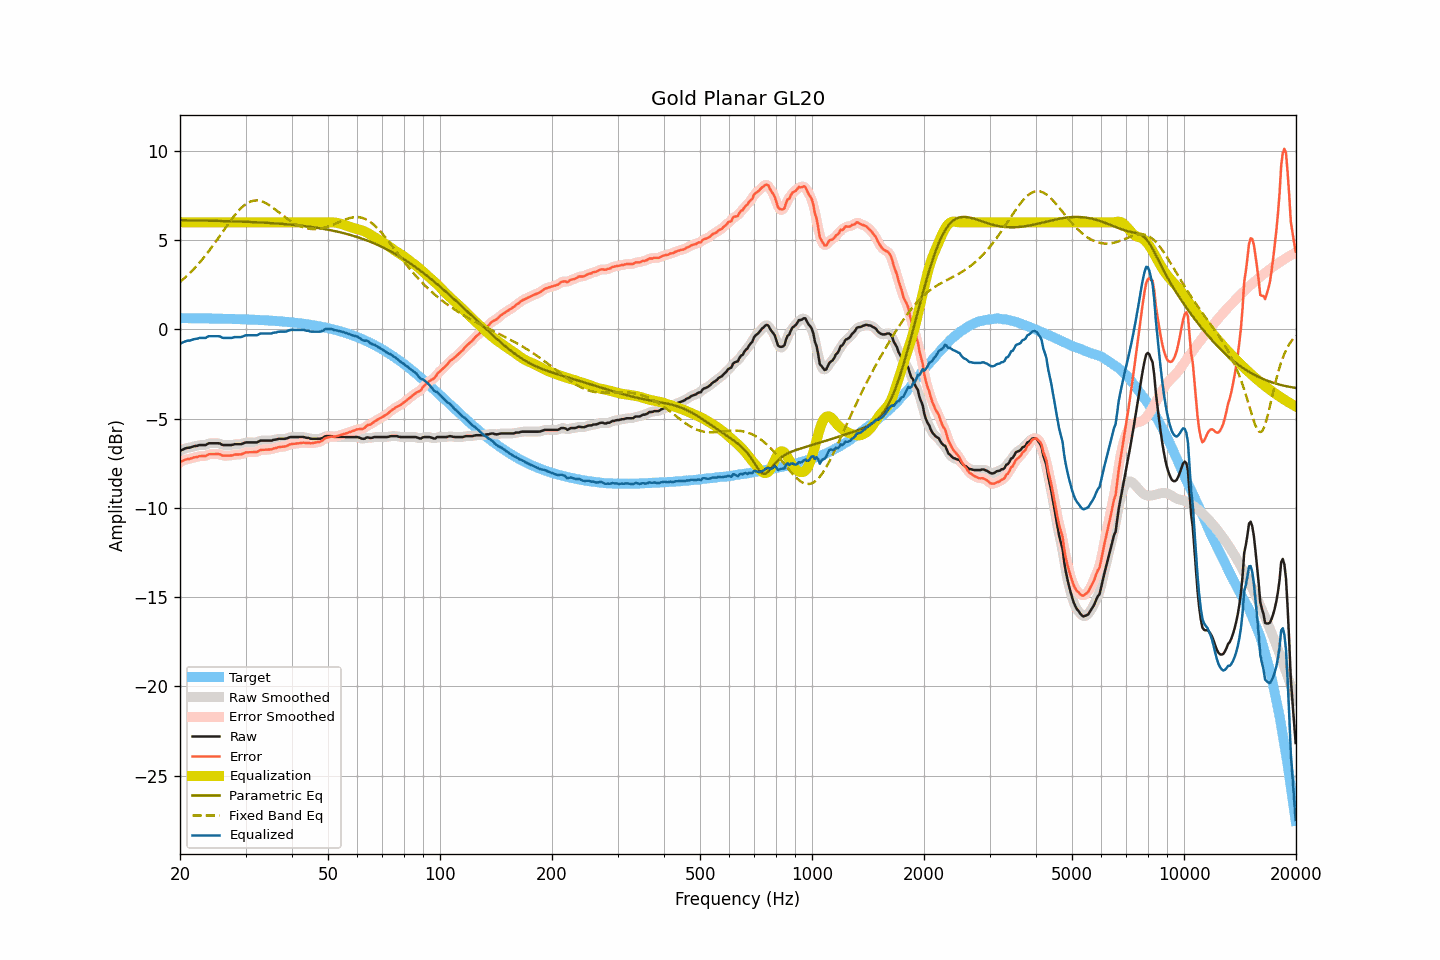 Gold Planar GL20
10
5
0
−5
−10
−15
−20
−25
Amplitude (dBr)
Target
Raw Smoothed
Error Smoothed
Raw
Error
Equalization
Parametric Eq
Fixed Band Eq
Equalized
20 50 100 200 500 1000 2000 5000 10000 20000
Frequency (Hz)